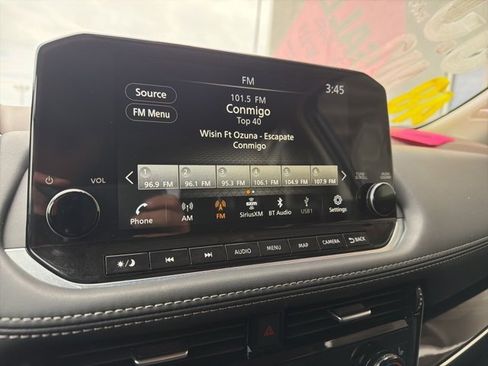 FM
Source
101.5 FM
3:45
Conmigo
Top 40
FM Menu
Wisin Ft Ozuna - Escapate
Conmigo
1 2 3 4 5 6
96.9 FM 96.1 FM 95.3 FM 106.1 FM 104.9 FM 107.9 FM
VOL
Phone AM FM SiriusXM BT Audio USB1 Settings
AUDIO MENU MAP CAMERA BACK